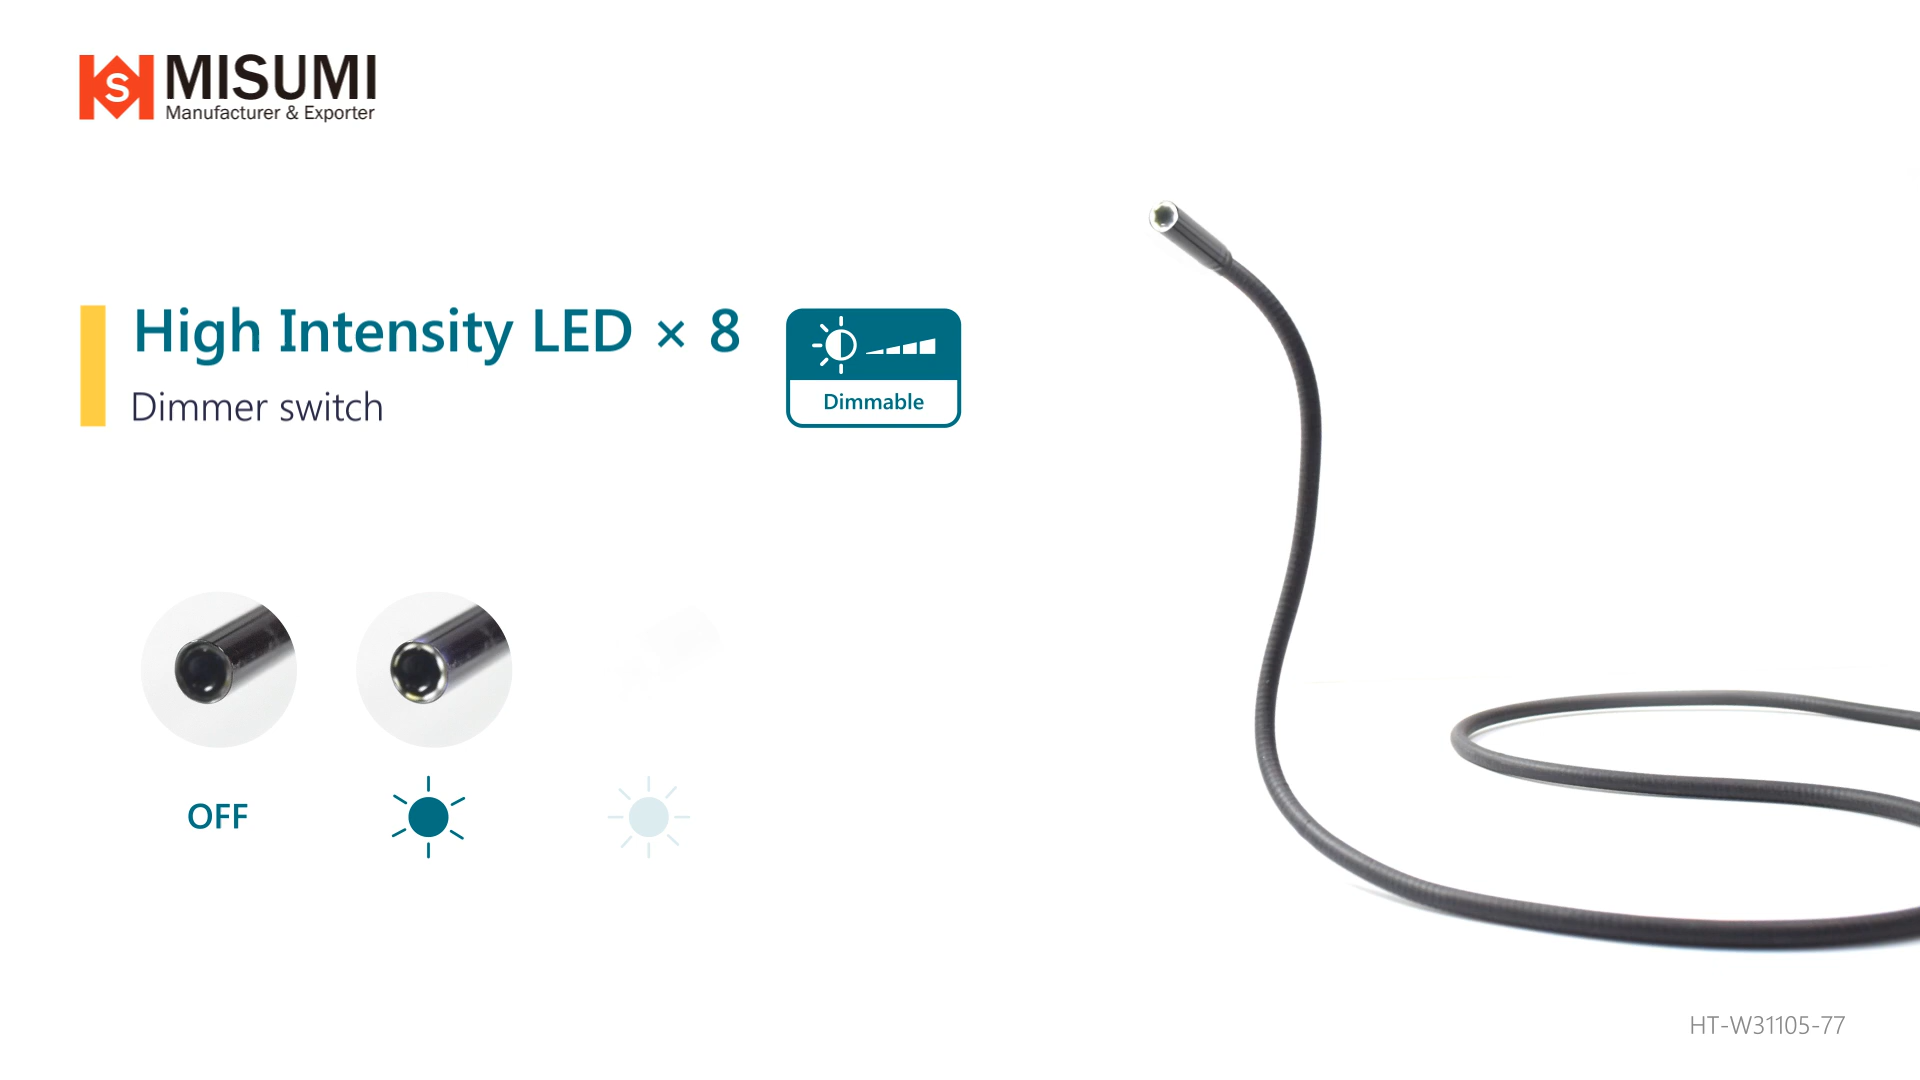 S
MISUMI
Manufacturer & Exporter
High Intensity LED × 8
Dimmer switch
Dimmable
OFF
HT-W31105-77